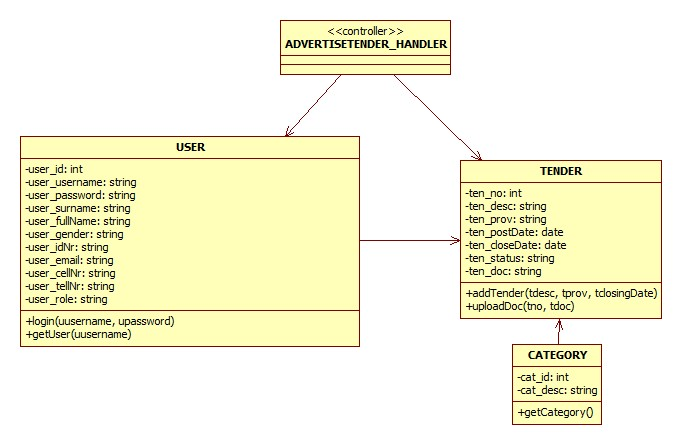 <<controller>>
ADVERTISETENDER_HANDLER
USER
-user_id: int
-user_username: string
-user_password: string
-user_surname: string
-user_fullName: string
-user_gender: string
-user_idNr: string
-user_email: string
-user_cellNr: string
-user_tellNr: string
-user_role: string
+login(uusername, upassword)
+getUser(uusername)
TENDER
-ten_no: int
-ten_desc: string
-ten_prov: string
-ten_postDate: date
-ten_closeDate: date
-ten_status: string
-ten_doc: string
+addTender(tdesc, tprov, tclosingDate)
+uploadDoc(tno, tdoc)
CATEGORY
-cat_id: int
-cat_desc: string
+getCategory()